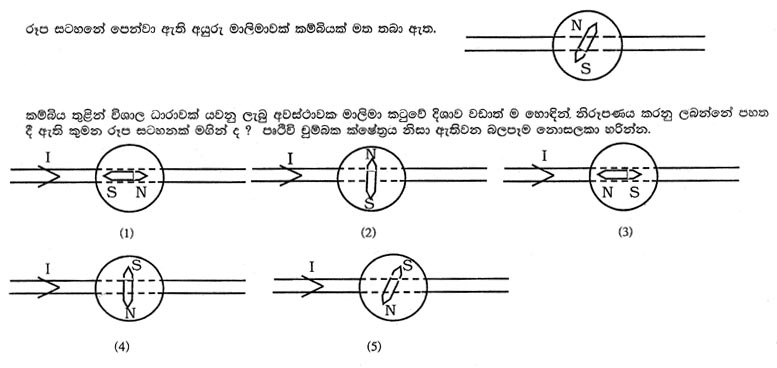 රූප සටහනේ පෙන්වා ඇති අයුරු මාලිමාවක් කම්බියක් මත තබා ඇත.
N
S
කම්බිය තුළින් විශාල ධාරාවක් යවනු ලැබු අවස්ථාවක මාලිමා කටුවේ දිශාව වඩාත් ම හොඳින් නිරූපණය කරනු ලබන්නේ පහත
දී ඇති කුමන රූප සටහනක් මගින් ද ? පෘථිවි චුම්බක ක්ෂේත්‍රය නිසා ඇතිවන බලපෑම නොසලකා හරින්න.
I S N
I N S
I N S
(1) (2) (3)
I S N
I S N
(4) (5)